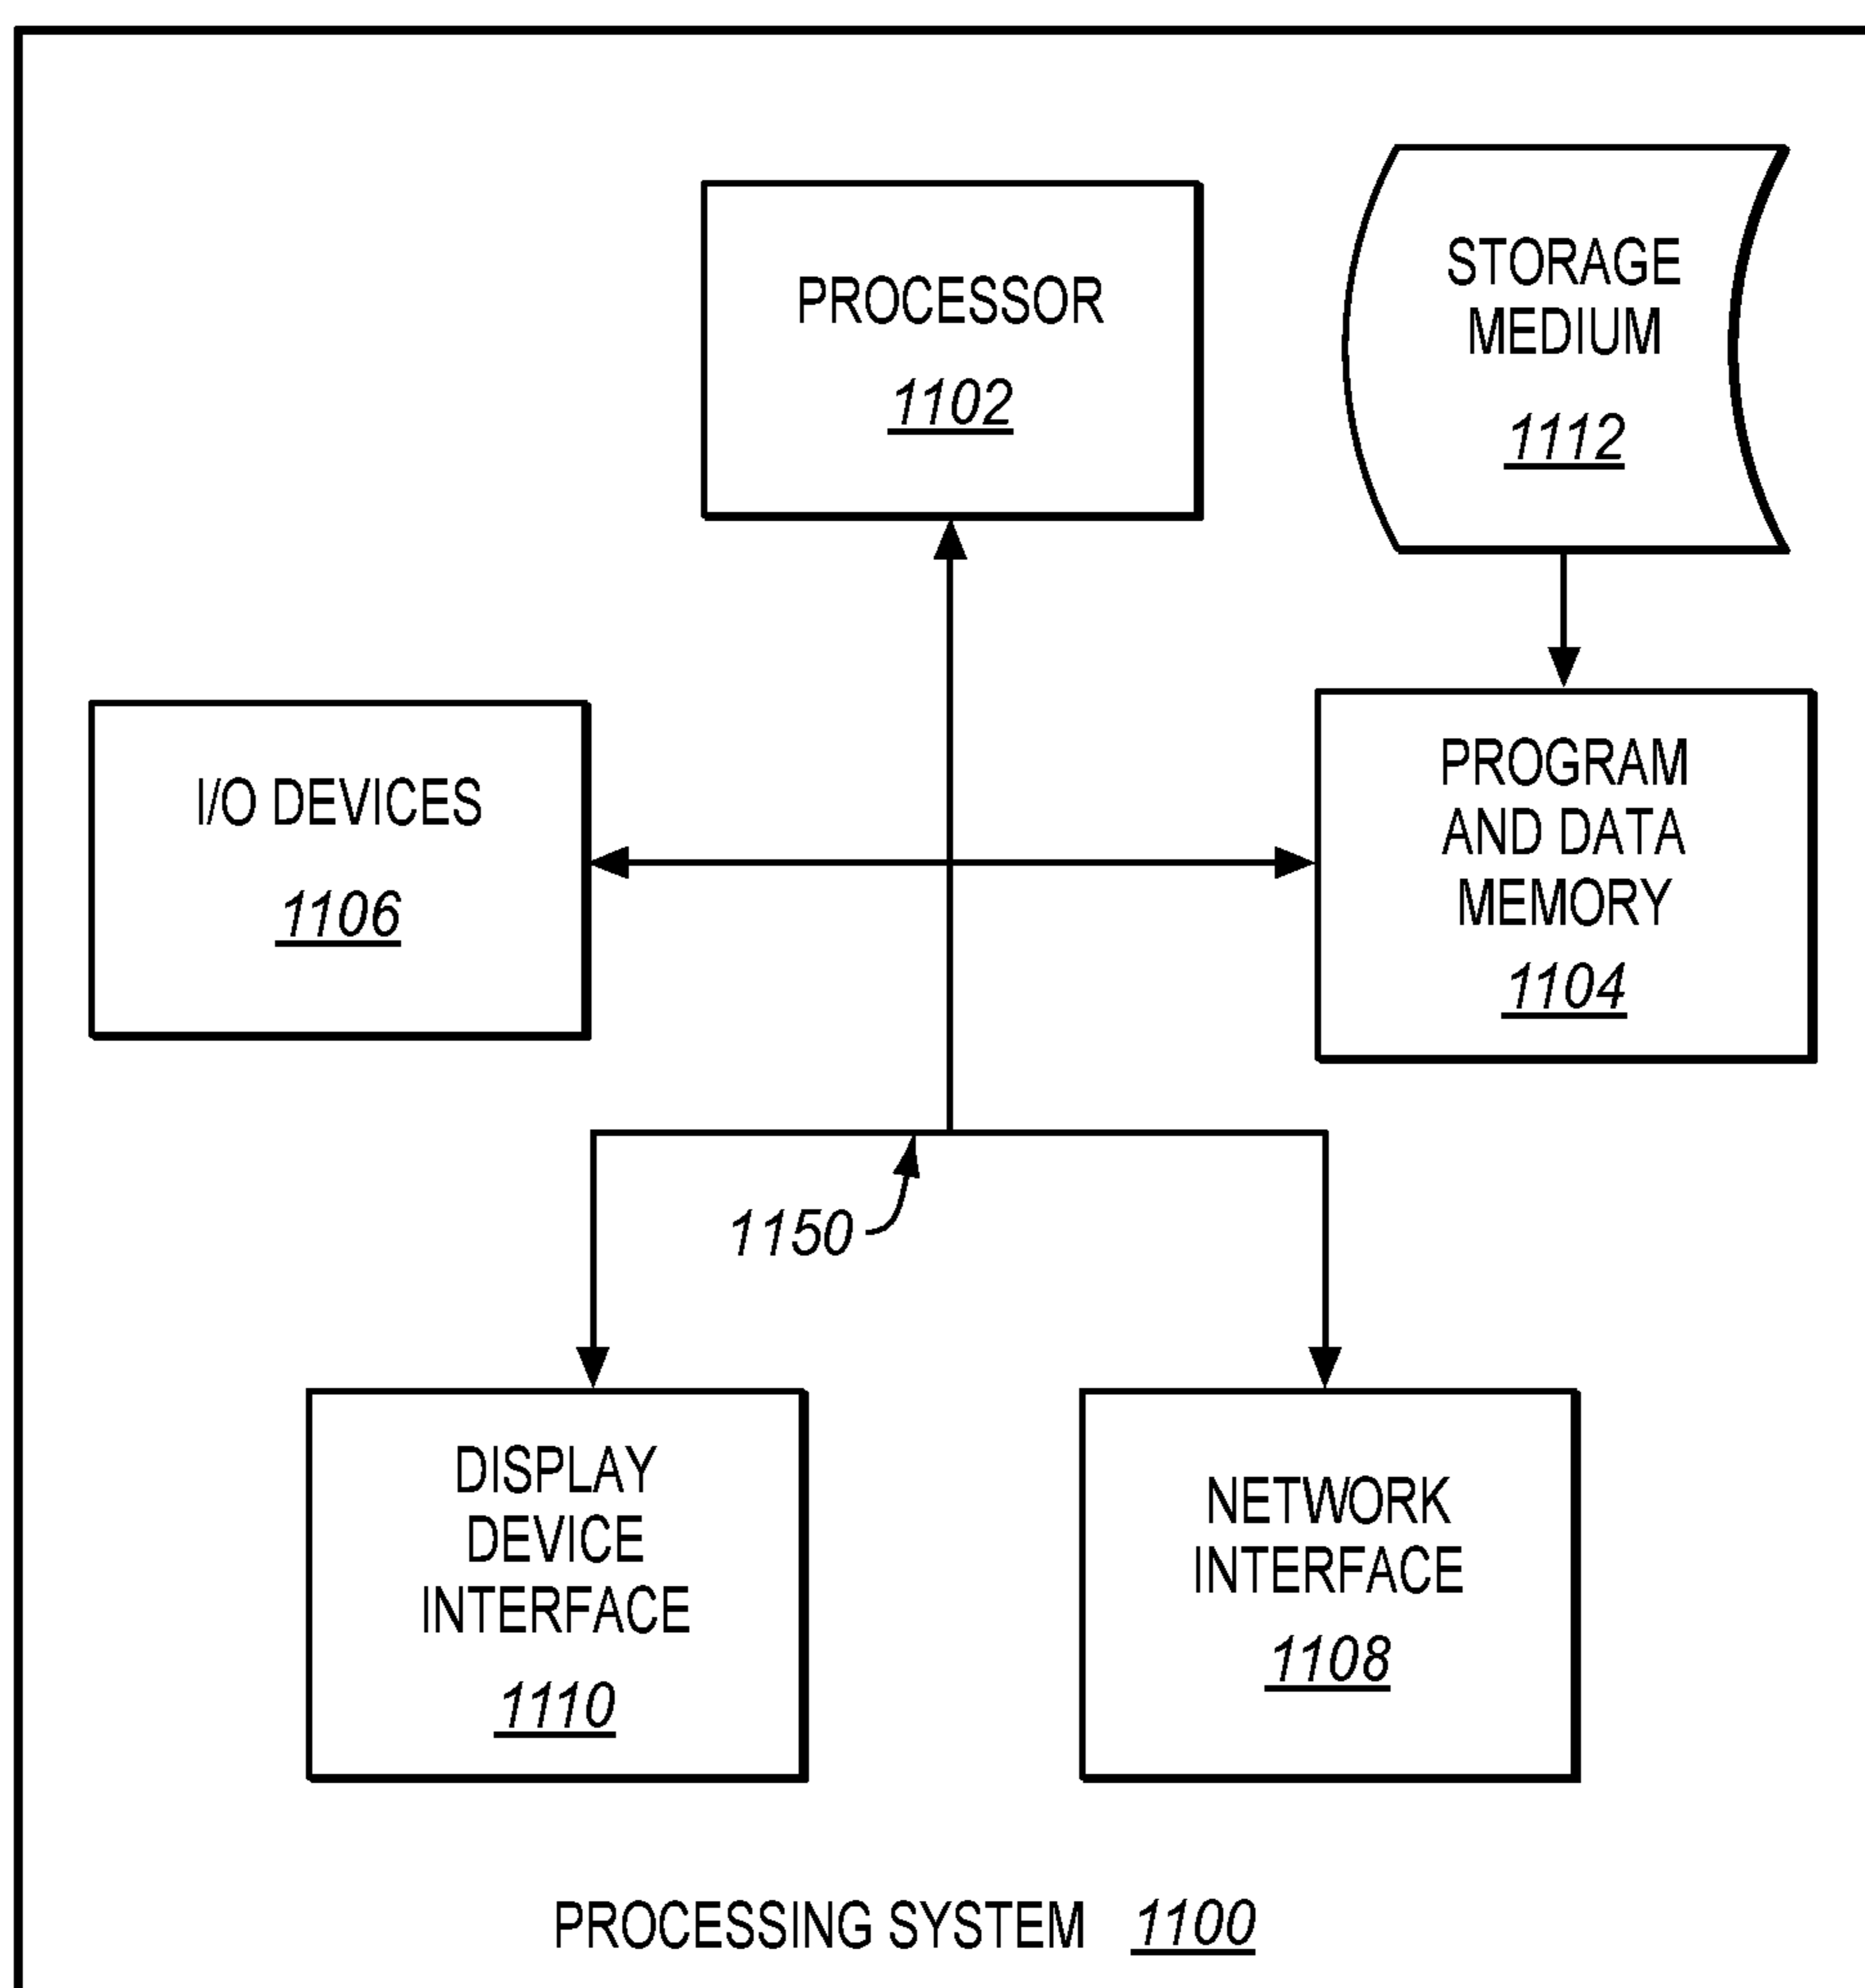 PROCESSOR
1102
STORAGE
MEDIUM
1112
I/O DEVICES
1106
PROGRAM
AND DATA
MEMORY
1104
1150
DISPLAY
DEVICE
INTERFACE
1110
NETWORK
INTERFACE
1108
PROCESSING SYSTEM 1100